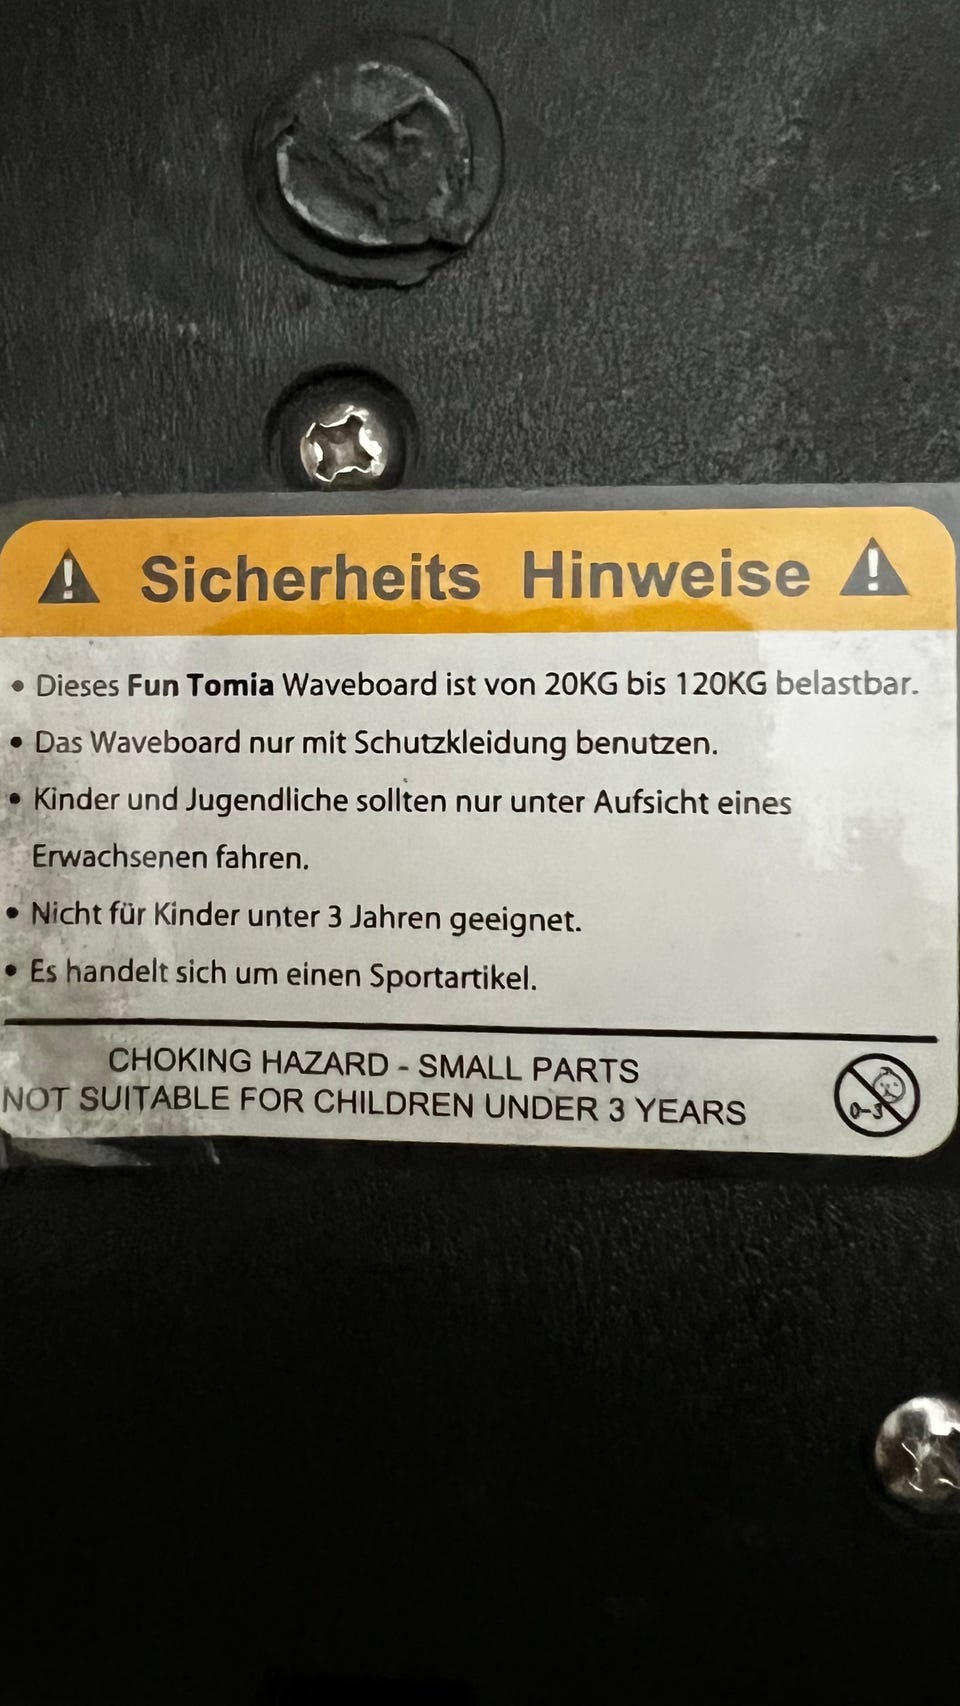 Sicherheits Hinweise
• Dieses Fun Tomia Waveboard ist von 20KG bis 120KG belastbar.
• Das Waveboard nur mit Schutzkleidung benutzen.
• Kinder und Jugendliche sollten nur unter Aufsicht eines
Erwachsenen fahren.
• Nicht für Kinder unter 3 Jahren geeignet.
• Es handelt sich um einen Sportartikel.
CHOKING HAZARD - SMALL PARTS
NOT SUITABLE FOR CHILDREN UNDER 3 YEARS
0-3